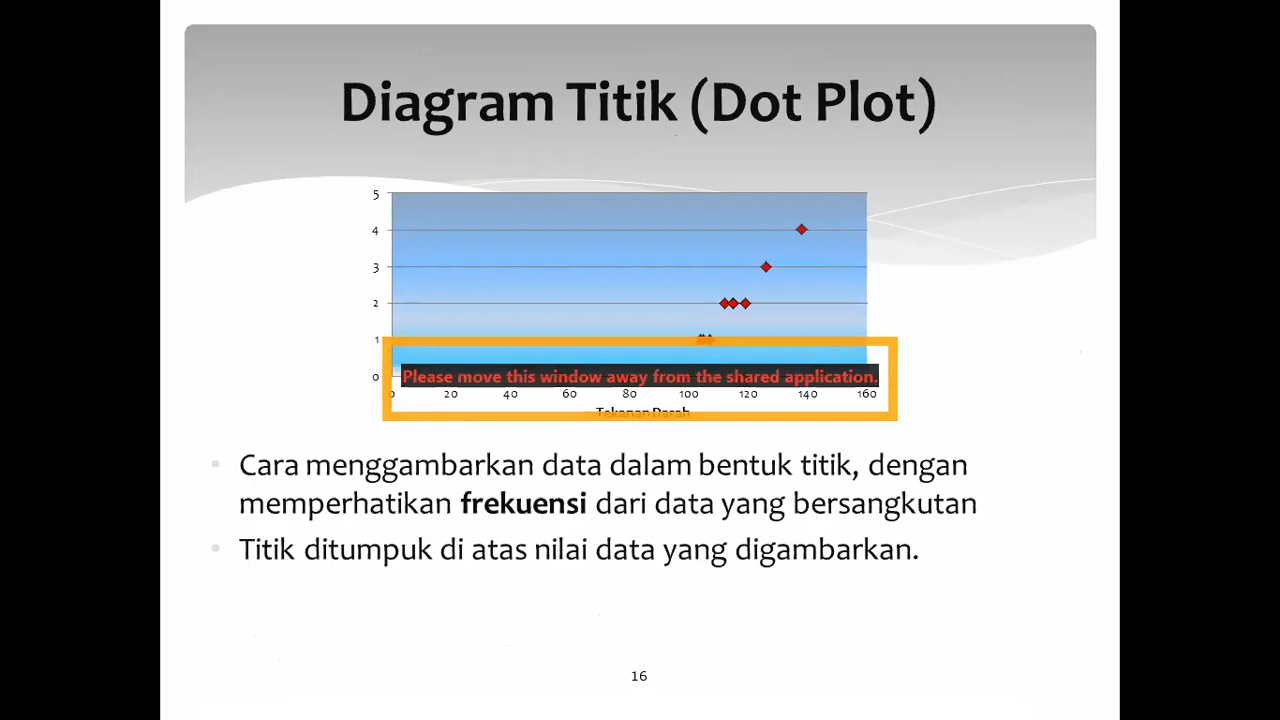 Diagram Titik (Dot Plot)
5
4
3
2
1
0
Please move this window away from the shared application.
0 20 40 60 80 100 120 140 160
Tekanan Darah
• Cara menggambarkan data dalam bentuk titik, dengan
memperhatikan frekuensi dari data yang bersangkutan
• Titik ditumpuk di atas nilai data yang digambarkan.
16